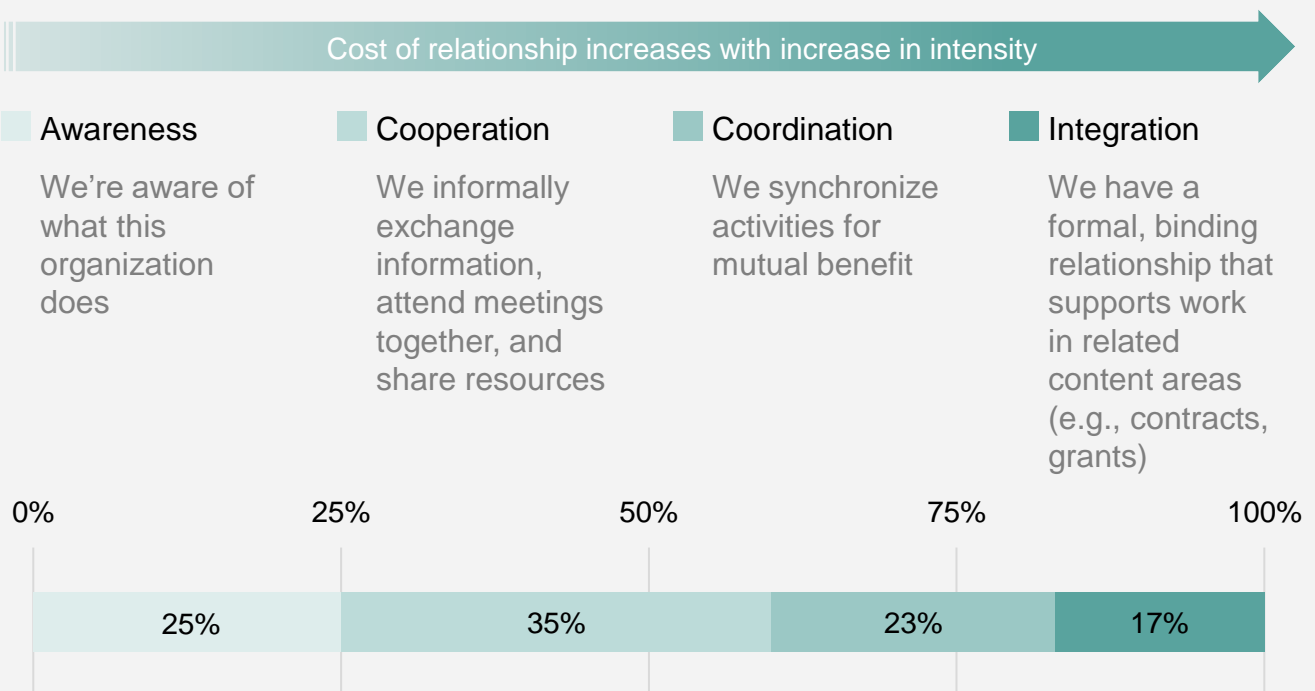 Cost of relationship increases with increase in intensity
Awareness
We’re aware of
what this
organization
does
Cooperation
We informally
exchange
information,
attend meetings
together, and
share resources
Coordination
We synchronize
activities for
mutual benefit
Integration
We have a
formal, binding
relationship that
supports work
in related
content areas
(e.g., contracts,
grants)
0% 25% 50% 75% 100%
25% 35% 23% 17%